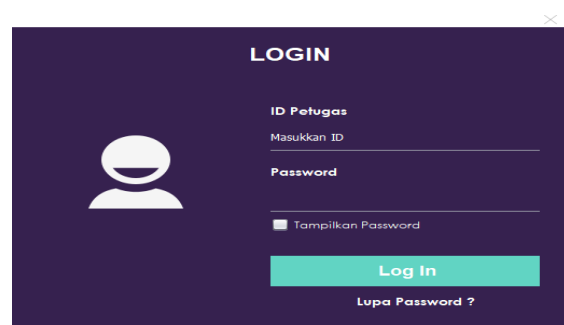 LOGIN
ID Petugas
Masukkan ID
Password
Tampilkan Password
Log In
Lupa Password ?